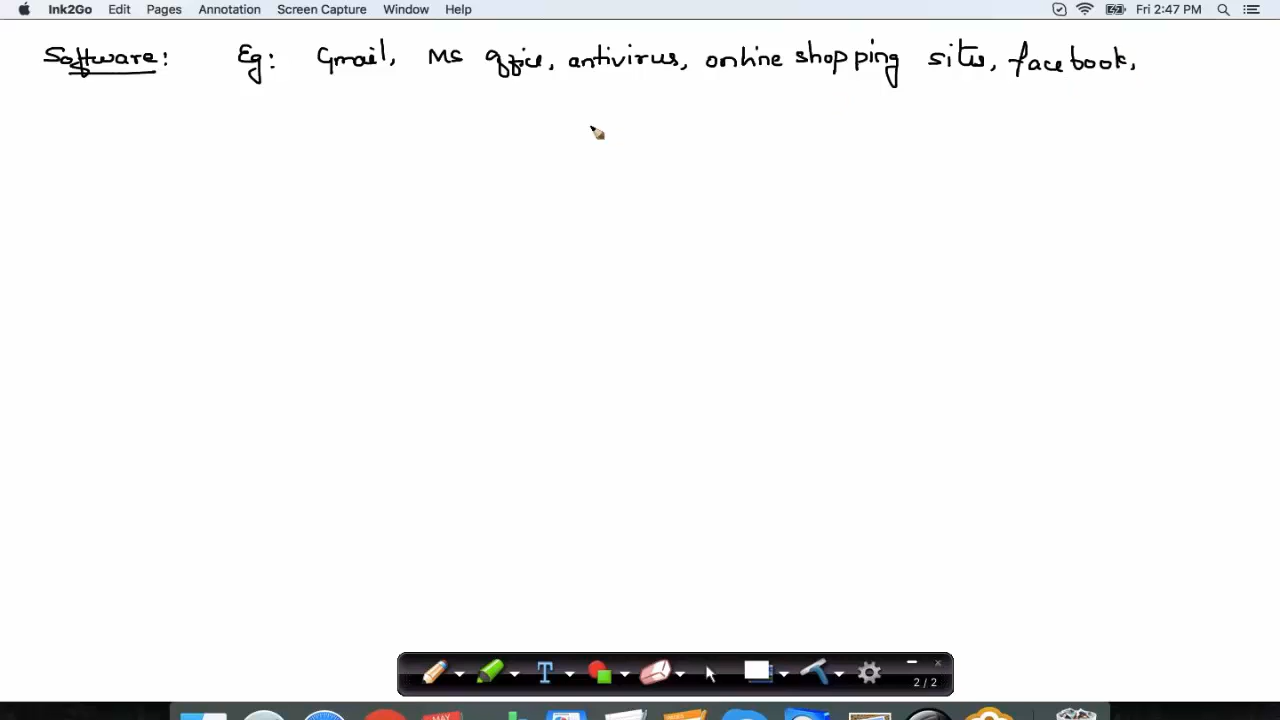 Ink2Go Edit Pages Annotation Screen Capture Window Help Fri 2:47 PM
Software: Eg: Gmail, MS office, antivirus, online shopping sites, facebook,
2 / 2
MAY